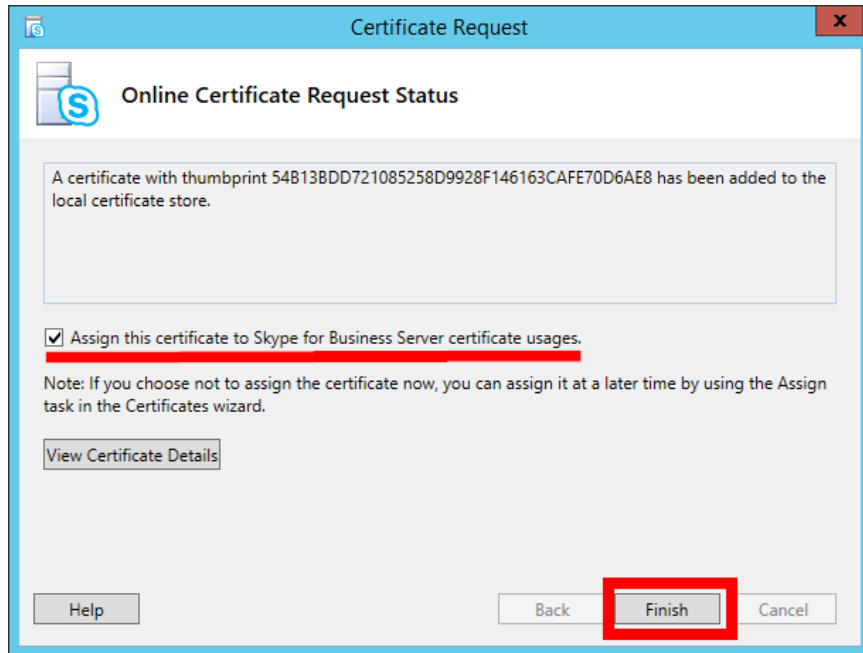 Certificate Request
Online Certificate Request Status
A certificate with thumbprint 54B13BDD721085258D9928F146163CAFE70D6AE8 has been added to the
local certificate store.
Assign this certificate to Skype for Business Server certificate usages.
Note: If you choose not to assign the certificate now, you can assign it at a later time by using the Assign
task in the Certificates wizard.
View Certificate Details
Help Back Finish Cancel